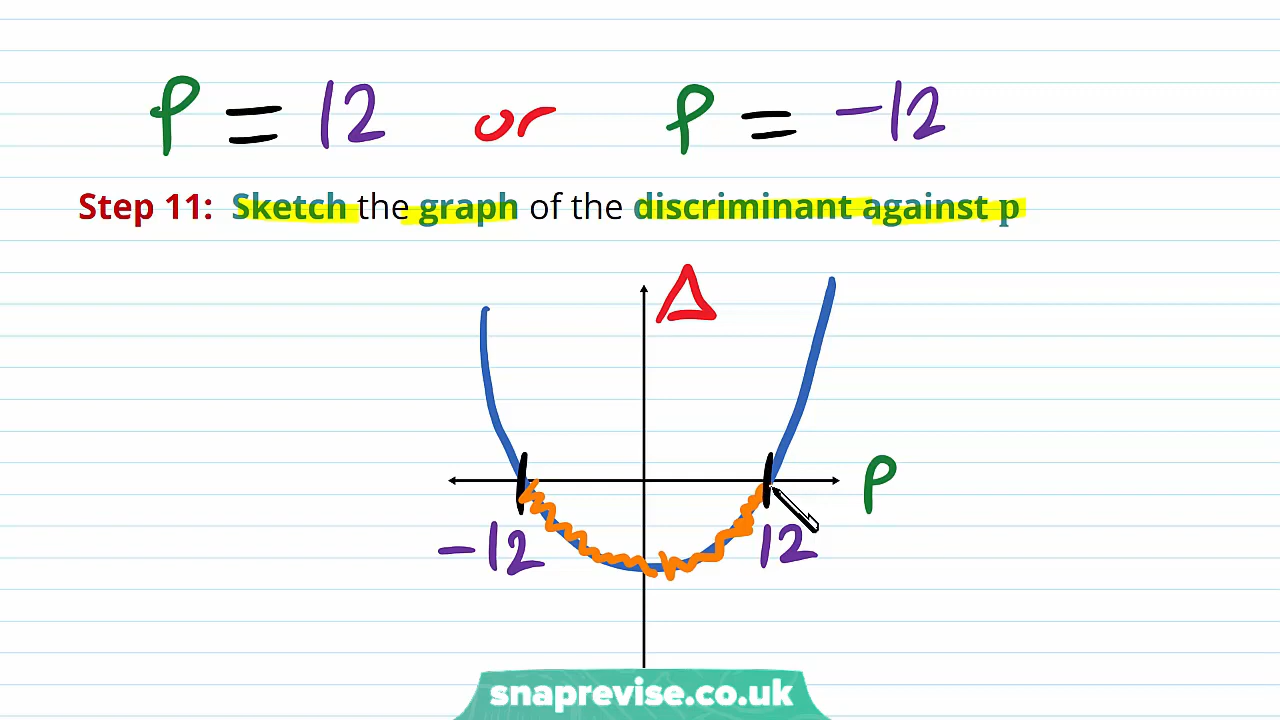 P = 12 or P = -12
Step 11: Sketch the graph of the discriminant against p
Δ
P
-12 12
snaprevise.co.uk